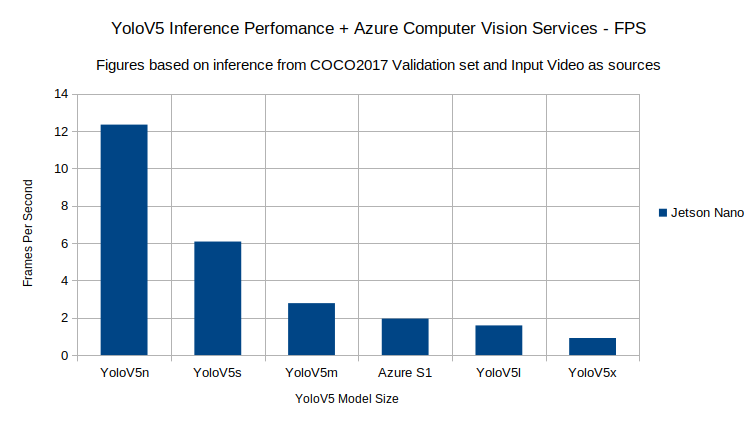 YoloV5 Inference Perfomance + Azure Computer Vision Services - FPS
Figures based on inference from COCO2017 Validation set and Input Video as sources
14
12
10
8
6
4
2
0
Frames Per Second
YoloV5n YoloV5s YoloV5m Azure S1 YoloV5l YoloV5x
YoloV5 Model Size
Jetson Nano